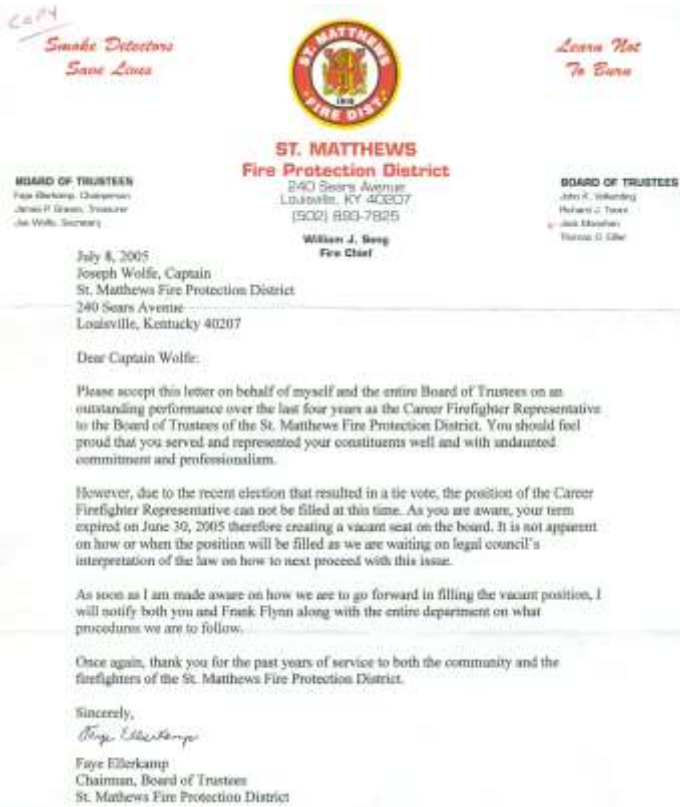 COPY
Smoke Detectors
Save Lives
Learn Not
To Burn
ST. MATTHEWS
FIRE DIST.
ST. MATTHEWS
Fire Protection District
240 Sears Avenue
Louisville, KY 40207
(502) 893-7825
William J. Seng
Fire Chief
BOARD OF TRUSTEES
Faye Ellerkamp, Chairperson
James P. Treasurer
Joe Wolfe, Secretary
BOARD OF TRUSTEES
John F.
Richard J.
Jack
Thomas
July 8, 2005
Joseph Wolfe, Captain
St. Matthews Fire Protection District
240 Sears Avenue
Louisville, Kentucky 40207
Dear Captain Wolfe:
Please accept this letter on behalf of myself and the entire Board of Trustees on an
outstanding performance over the last four years as the Career Firefighter Representative
to the Board of Trustees of the St. Matthews Fire Protection District. You should feel
proud that you served and represented your constituents well and with undaunted
commitment and professionalism.
However, due to the recent election that resulted in a tie vote, the position of the Career
Firefighter Representative can not be filled at this time. As you are aware, your term
expired on June 30, 2005 therefore creating a vacant seat on the board. It is not apparent
on how or when the position will be filled as we are waiting on legal council's
interpretation of the law on how to next proceed with this issue.
As soon as I am made aware on how we are to go forward in filling the vacant position, I
will notify both you and Frank Flynn along with the entire department on what
procedures we are to follow.
Once again, thank you for the past years of service to both the community and the
firefighters of the St. Matthews Fire Protection District.
Sincerely,
Faye Ellerkamp
Faye Ellerkamp
Chairman, Board of Trustees
St. Mathews Fire Protection District